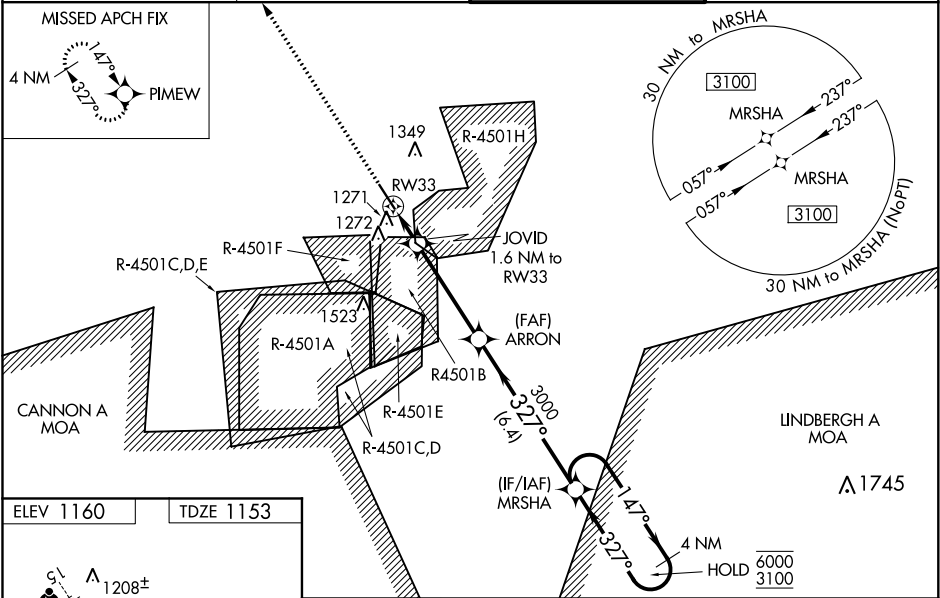 MISSED APCH FIX
4 NM
147°
327°
PIMEW
30 NM to MRSHA
3100
237°
MRSHA
237°
057°
MRSHA
057°
3100
30 NM to MRSHA (NoPT)
1349
R-4501H
1271
RW33
1272
JOVID
1.6 NM to
RW33
R-4501F
R-4501C,D,E
1523
(FAF)
ARRON
R-4501A
R4501B
R-4501E
R-4501C,D
3000
327°
(6.4)
CANNON A
MOA
LINDBERGH A
MOA
1745
(IF/IAF)
MRSHA
147°
327°
4 NM
HOLD
6000
3100
ELEV 1160
TDZE 1153
15
1208±